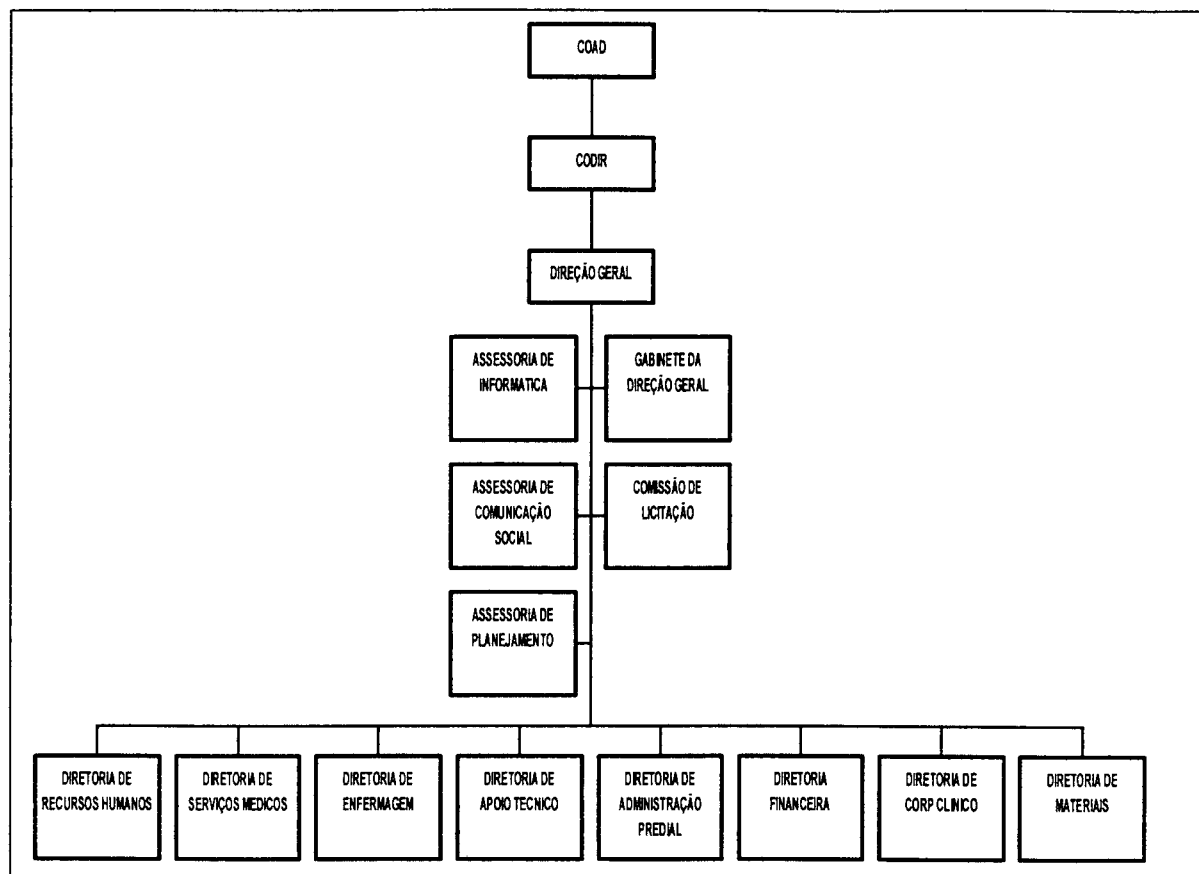 COAD
CODIR
DIREÇÃO GERAL
ASSESSORIA DE
INFORMATICA
GABINETE DA
DIREÇÃO GERAL
ASSESSORIA DE
COMUNICAÇÃO
SOCIAL
COMISSÃO DE
LICITAÇÃO
ASSESSORIA DE
PLANEJAMENTO
DIRETORIA DE
RECURSOS HUMANOS
DIRETORIA DE
SERVIÇOS MEDICOS
DIRETORIA DE
ENFERMAGEM
DIRETORIA DE
APOIO TECNICO
DIRETORIA DE
ADMINISTRAÇÃO
PREDIAL
DIRETORIA
FINANCEIRA
DIRETORIA DE
CORP CLINICO
DIRETORIA DE
MATERIAIS